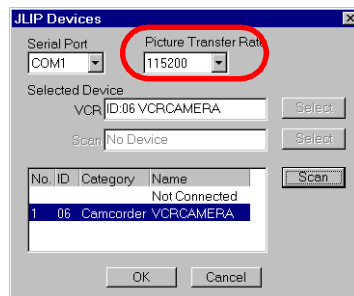 JLIP Devices
Serial Port
Picture Transfer Rate
COM1
115200
Selected Device
VCR ID:06 VCRCAMERA
Select
Scan No Device
Select
No. ID Category Name
Scan
Not Connected
1 06 Camcorder VCRCAMERA
OK
Cancel